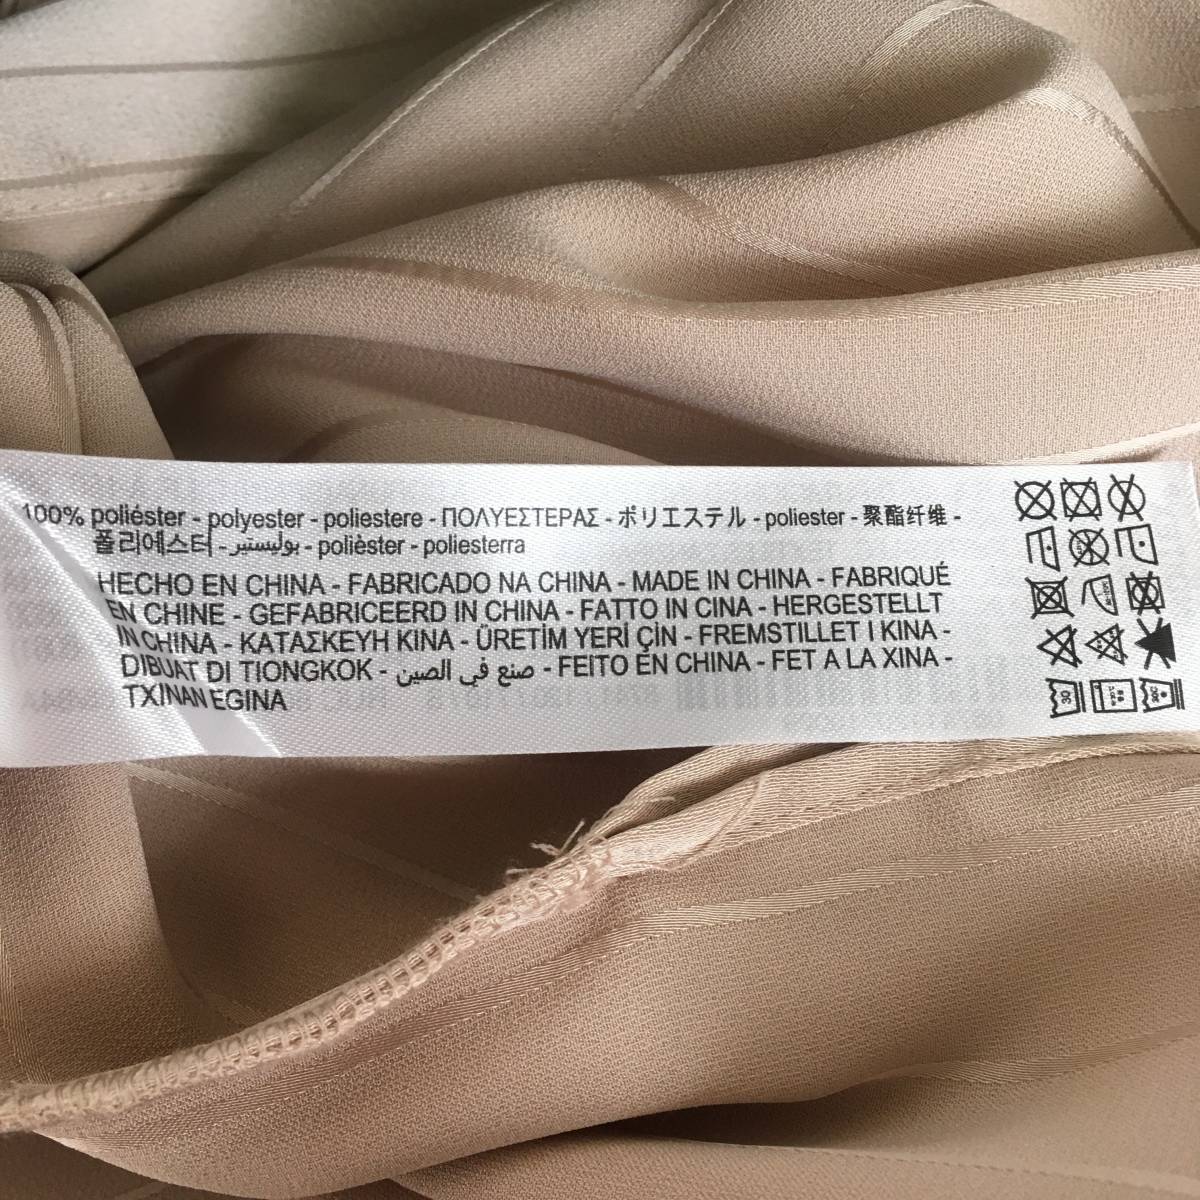 100% poliéster - polyester - poliestere - ΠΟΛΥΕΣΤΕΡΑΣ - ポリエステル - poliester - 聚酯纤维 -
폴리에스터 - بوليستير - polièster - poliesterra
HECHO EN CHINA - FABRICADO NA CHINA - MADE IN CHINA - FABRIQUÉ
EN CHINE - GEFABRICEERD IN CHINA - FATTO IN CINA - HERGESTELLT
IN CHINA - ΚΑΤΑΣΚΕΥΗ ΚΙΝΑ - ÜRETİM YERİ ÇİN - FREMSTILLET I KINA -
DIBUAT DI TIONGKOK - صنع في الصين - FEITO EN CHINA - FET A LA XINA -
TXINAN EGINA
30